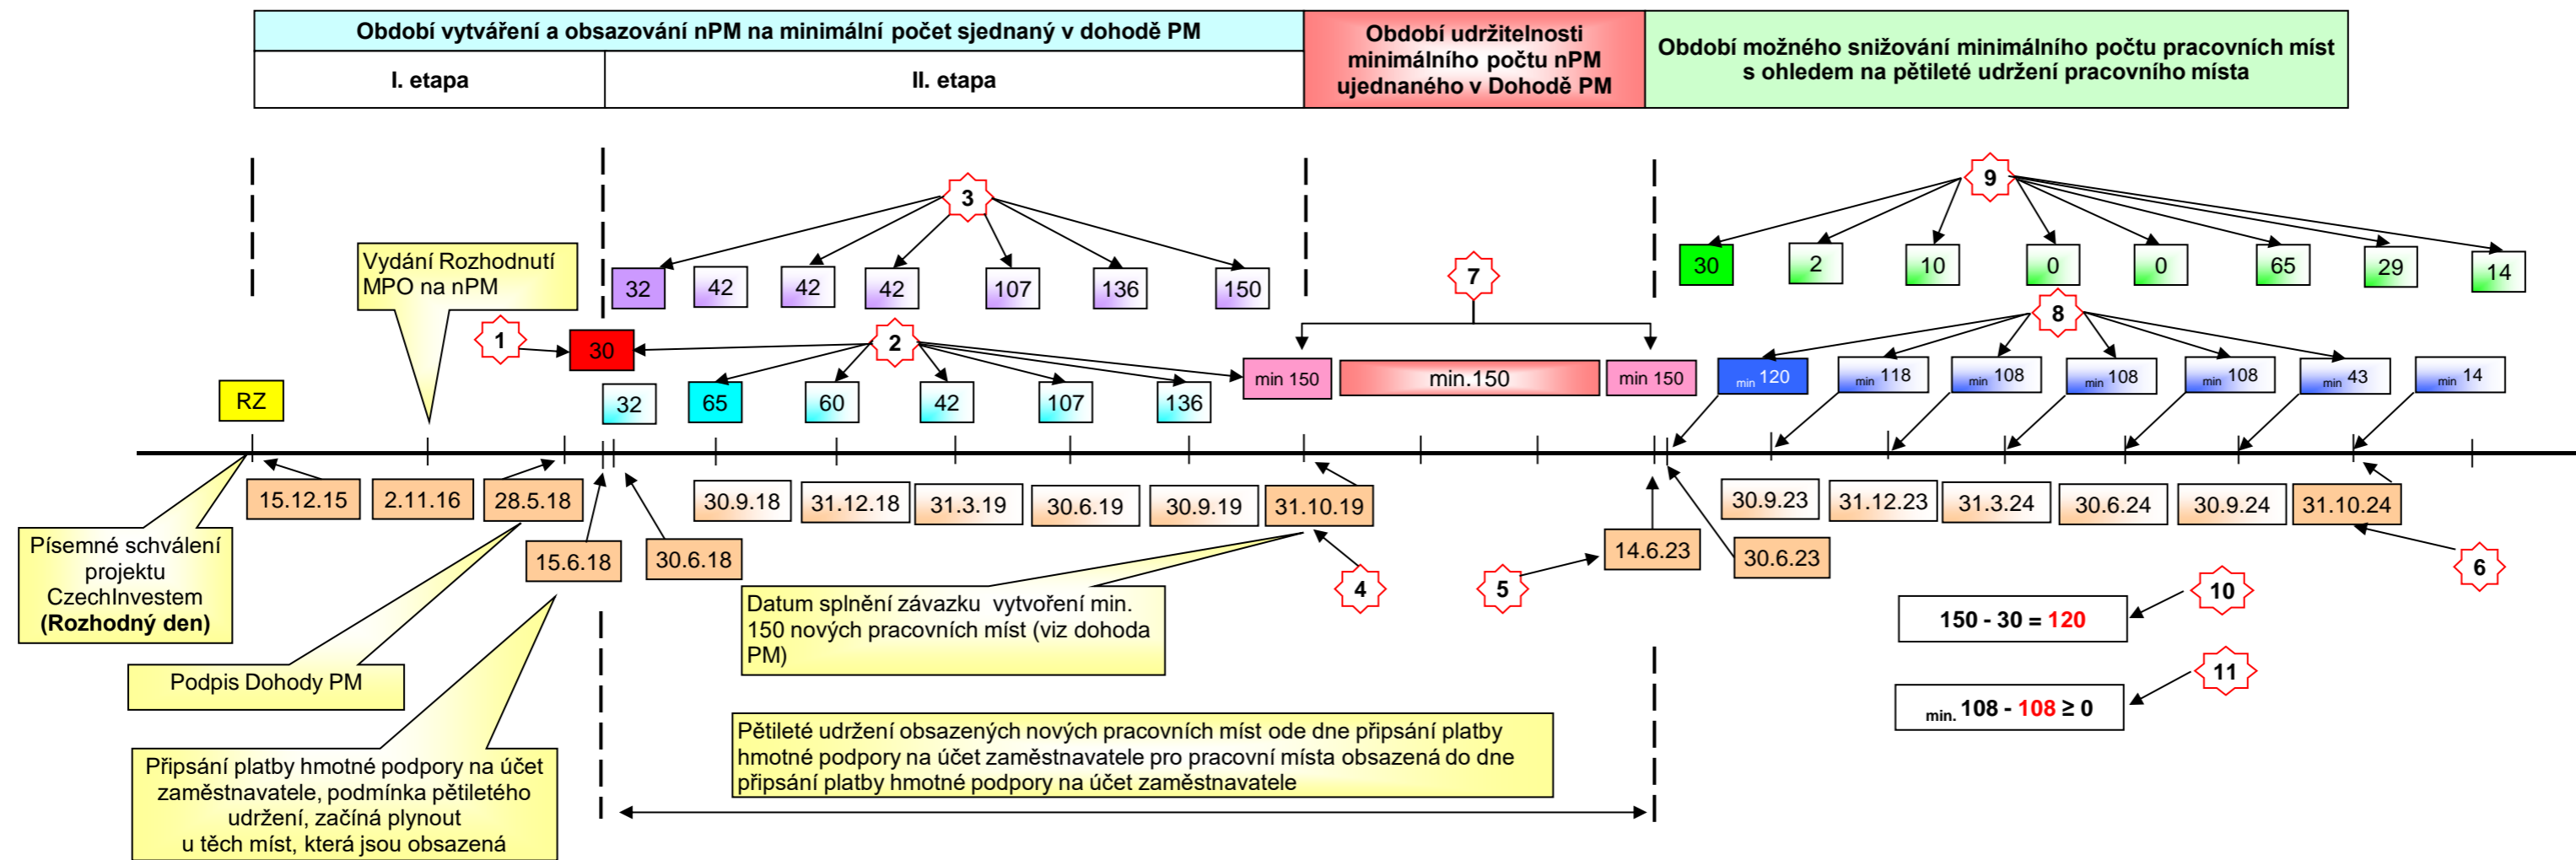 Období vytváření a obsazování nPM na minimální počet sjednaný v dohodě PM
I. etapa
II. etapa
Období udržitelnosti
minimálního počtu nPM
ujednaného v Dohodě PM
Období možného snižování minimálního počtu pracovních míst
s ohledem na pětileté udržení pracovního místa
3
9
Vydání Rozhodnutí
MPO na nPM
32
42
42
42
107
136
150
7
30
2
10
0
0
65
29
14
1
30
2
8
RZ
32
65
60
42
107
136
min 150
min.150
min 150
min 120
min 118
min 108
min 108
min 108
min 43
min 14
15.12.15
2.11.16
28.5.18
30.9.18
31.12.18
31.3.19
30.6.19
30.9.19
31.10.19
30.9.23
31.12.23
31.3.24
30.6.24
30.9.24
31.10.24
15.6.18
30.6.18
14.6.23
30.6.23
4
5
6
Písemné schválení
projektu
CzechInvestem
(Rozhodný den)
Datum splnění závazku vytvoření min.
150 nových pracovních míst (viz dohoda
PM)
10
150 - 30 = 120
Podpis Dohody PM
11
min. 108 - 108 ≥ 0
Pětileté udržení obsazených nových pracovních míst ode dne připsání platby
hmotné podpory na účet zaměstnavatele pro pracovní místa obsazená do dne
připsání platby hmotné podpory na účet zaměstnavatele
Připsání platby hmotné podpory na účet
zaměstnavatele, podmínka pětiletého
udržení, začíná plynout
u těch míst, která jsou obsazená